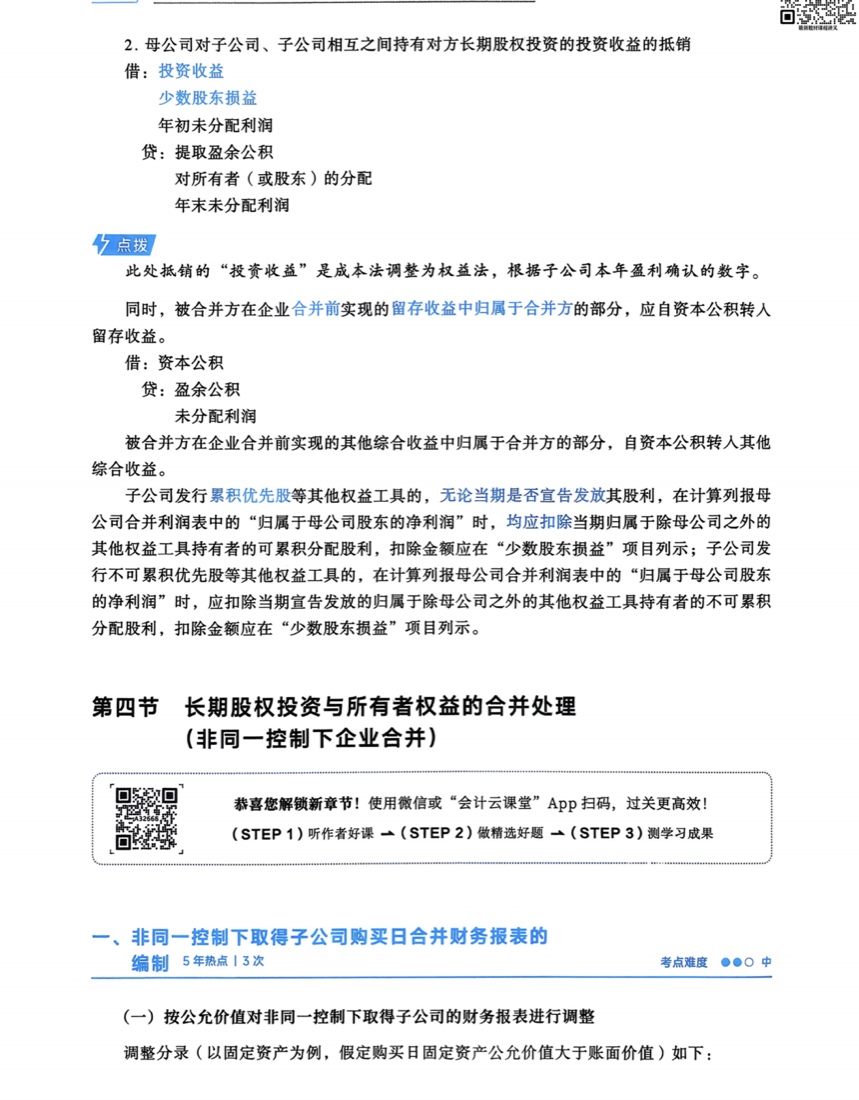 2. 母公司对子公司、子公司相互之间持有对方长期股权投资的投资收益的抵销
借：投资收益
少数股东损益
年初未分配利润
贷：提取盈余公积
对所有者（或股东）的分配
年末未分配利润
点拨
此处抵销的“投资收益”是成本法调整为权益法，根据子公司本年盈利确认的数字。
同时，被合并方在企业合并前实现的留存收益中归属于合并方的部分，应自资本公积转入
留存收益。
借：资本公积
贷：盈余公积
未分配利润
被合并方在企业合并前实现的其他综合收益中归属于合并方的部分，自资本公积转入其他
综合收益。
子公司发行累积优先股等其他权益工具的，无论当期是否宣告发放其股利，在计算列报母
公司合并利润表中的“归属于母公司股东的净利润”时，均应扣除当期归属于除母公司之外的
其他权益工具持有者的可累积分配股利，扣除金额应在“少数股东损益”项目列示；子公司发
行不可累积优先股等其他权益工具的，在计算列报母公司合并利润表中的“归属于母公司股东
的净利润”时，应扣除当期宣告发放的归属于除母公司之外的其他权益工具持有者的不可累积
分配股利，扣除金额应在“少数股东损益”项目列示。
第四节 长期股权投资与所有者权益的合并处理
（非同一控制下企业合并）
恭喜您解锁新章节！使用微信或“会计云课堂”App 扫码，过关更高效！
A32668
（STEP 1）听作者好课 ⇀（STEP 2）做精选好题 ⇀（STEP 3）测学习成果
一、非同一控制下取得子公司购买日合并财务报表的
编制 5年热点｜3次 考点难度 ●●○ 中
（一）按公允价值对非同一控制下取得子公司的财务报表进行调整
调整分录（以固定资产为例，假定购买日固定资产公允价值大于账面价值）如下：